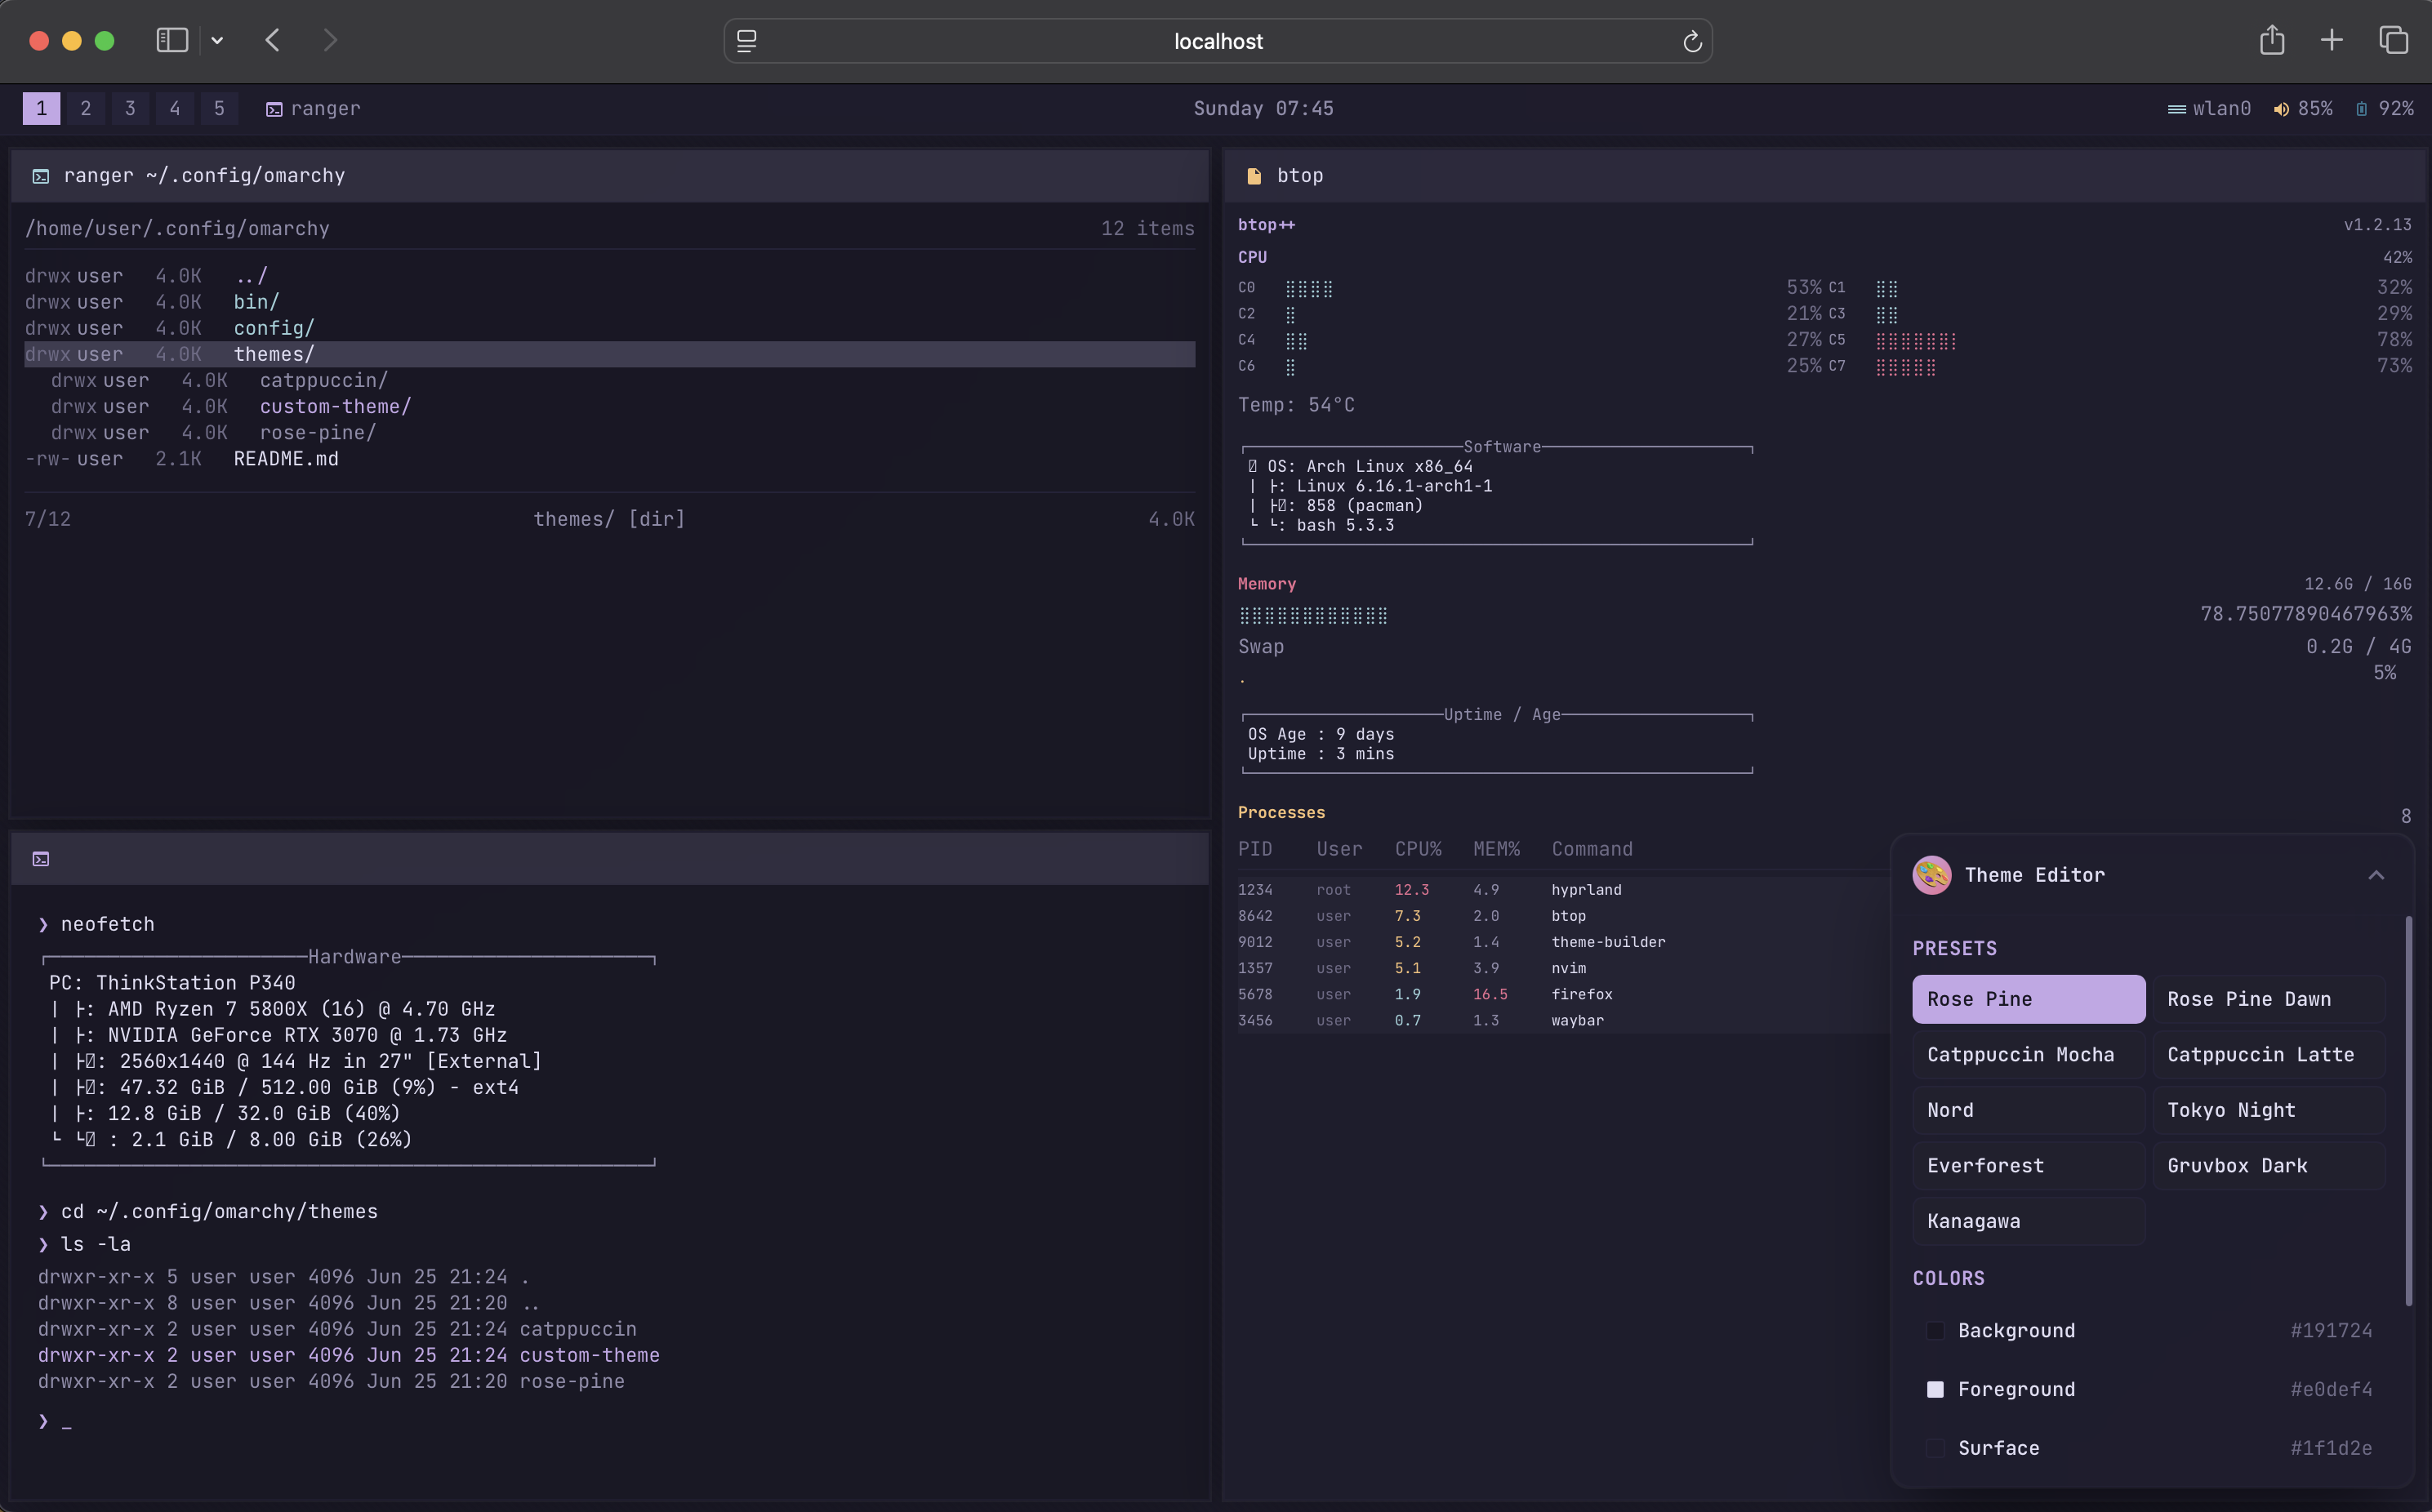 localhost
1 2 3 4 5 ranger
Sunday 07:45
wlan0 85% 92%
ranger ~/.config/omarchy
/home/user/.config/omarchy 12 items
drwx user 4.0K ../
drwx user 4.0K bin/
drwx user 4.0K config/
drwx user 4.0K themes/
drwx user 4.0K catppuccin/
drwx user 4.0K custom-theme/
drwx user 4.0K rose-pine/
-rw- user 2.1K README.md
7/12 themes/ [dir] 4.0K
❯ neofetch
┌──────────Hardware──────────┐
PC: ThinkStation P340
│ ├: AMD Ryzen 7 5800X (16) @ 4.70 GHz
│ ├: NVIDIA GeForce RTX 3070 @ 1.73 GHz
│ ├: 2560x1440 @ 144 Hz in 27" [External]
│ ├: 47.32 GiB / 512.00 GiB (9%) - ext4
│ ├: 12.8 GiB / 32.0 GiB (40%)
└ └ : 2.1 GiB / 8.00 GiB (26%)
❯ cd ~/.config/omarchy/themes
❯ ls -la
drwxr-xr-x 5 user user 4096 Jun 25 21:24 .
drwxr-xr-x 8 user user 4096 Jun 25 21:20 ..
drwxr-xr-x 2 user user 4096 Jun 25 21:24 catppuccin
drwxr-xr-x 2 user user 4096 Jun 25 21:24 custom-theme
drwxr-xr-x 2 user user 4096 Jun 25 21:20 rose-pine
❯ _
btop
btop++ v1.2.13
CPU 42%
C0 53% C1 32%
C2 21% C3 29%
C4 27% C5 78%
C6 25% C7 73%
Temp: 54°C
┌──────────Software──────────┐
OS: Arch Linux x86_64
│ ├: Linux 6.16.1-arch1-1
│ ├: 858 (pacman)
└ └: bash 5.3.3
Memory 12.6G / 16G
78.75077890467963%
Swap 0.2G / 4G
. 5%
┌──────────Uptime / Age──────────┐
OS Age : 9 days
Uptime : 3 mins
Processes 8
PID User CPU% MEM% Command
1234 root 12.3 4.9 hyprland
8642 user 7.3 2.0 btop
9012 user 5.2 1.4 theme-builder
1357 user 5.1 3.9 nvim
5678 user 1.9 16.5 firefox
3456 user 0.7 1.3 waybar
Theme Editor
PRESETS
Rose Pine Rose Pine Dawn
Catppuccin Mocha Catppuccin Latte
Nord Tokyo Night
Everforest Gruvbox Dark
Kanagawa
COLORS
Background #191724
Foreground #e0def4
Surface #1f1d2e